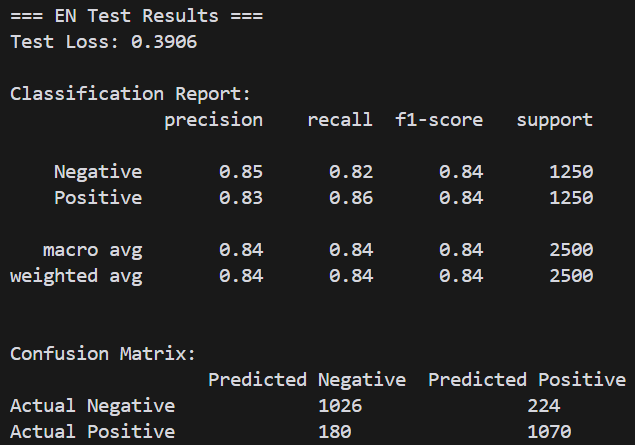 === EN Test Results ===
Test Loss: 0.3906
Classification Report:
precision recall f1-score support
Negative 0.85 0.82 0.84 1250
Positive 0.83 0.86 0.84 1250
macro avg 0.84 0.84 0.84 2500
weighted avg 0.84 0.84 0.84 2500
Confusion Matrix:
Predicted Negative Predicted Positive
Actual Negative 1026 224
Actual Positive 180 1070